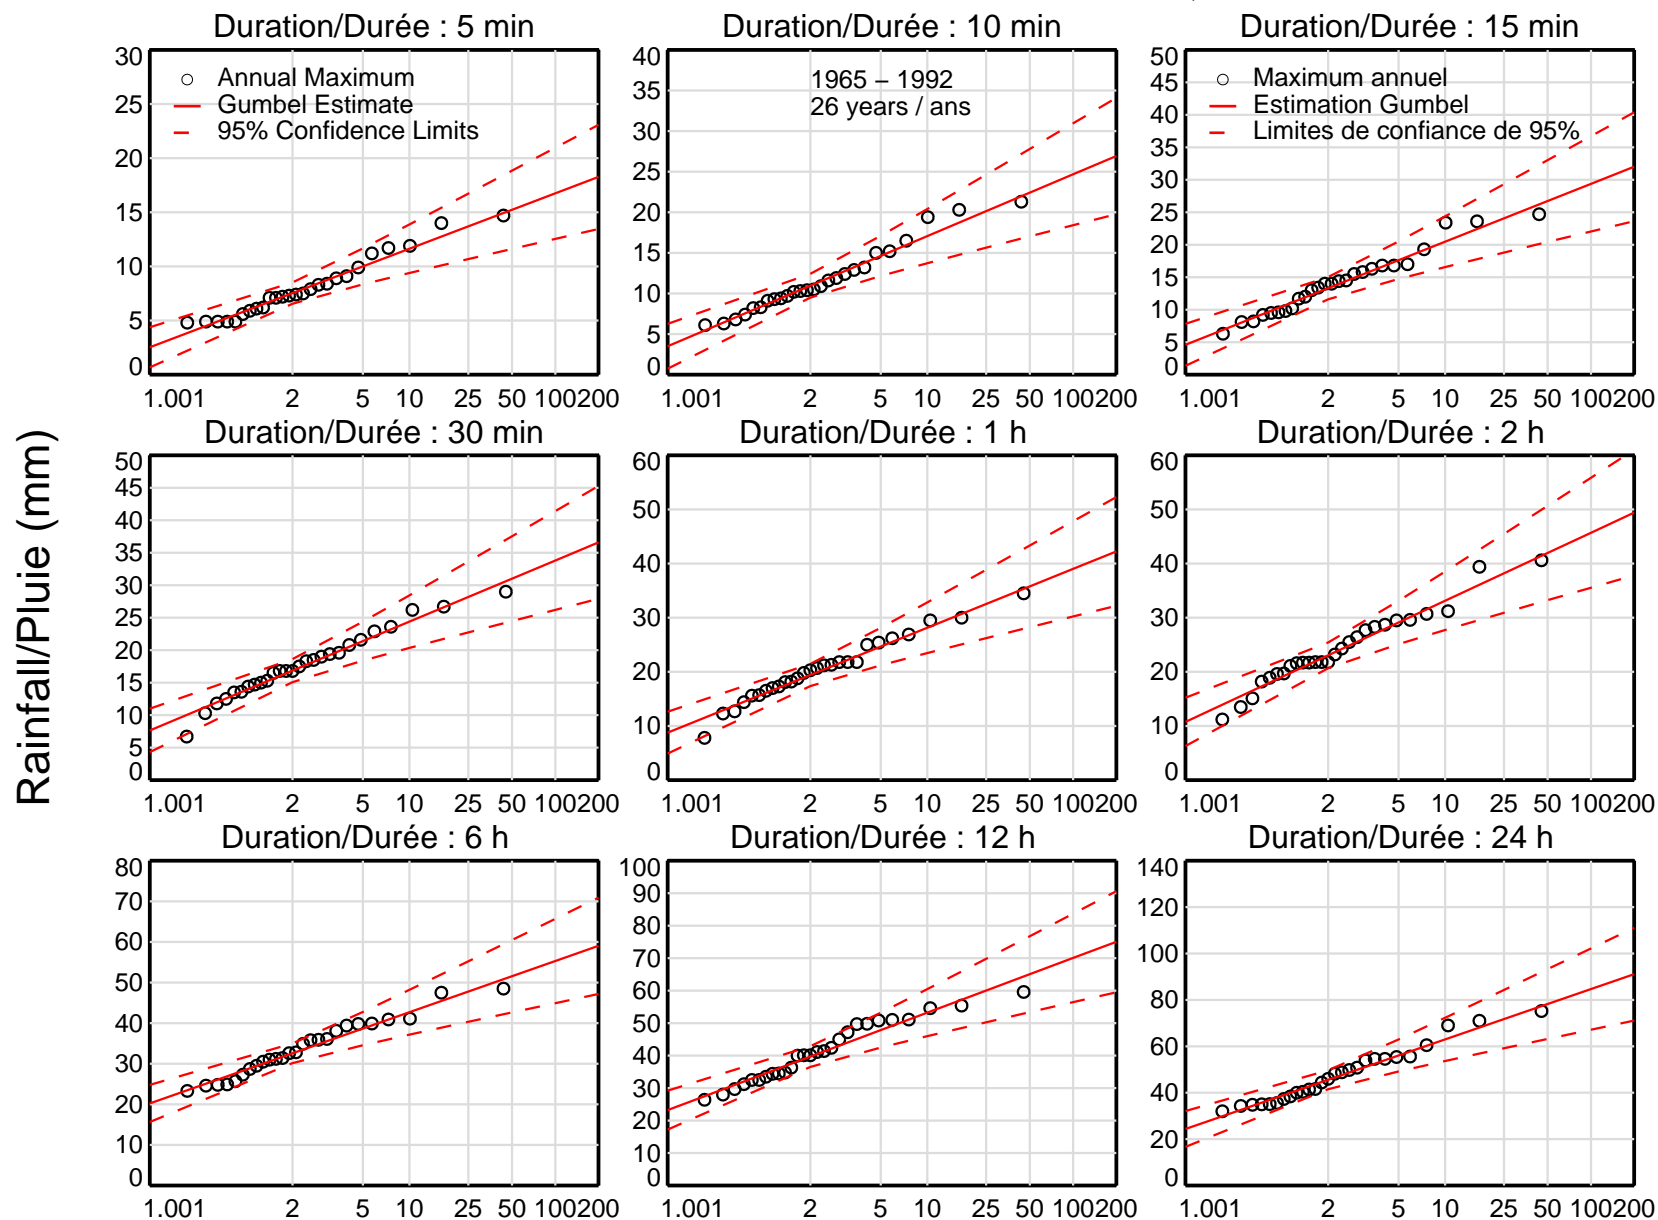 Duration/Durée : 5 min
Duration/Durée : 10 min
Duration/Durée : 15 min
30
25
20
15
10
5
0
Annual Maximum
Gumbel Estimate
95% Confidence Limits
1.001 2 5 10 25 50 100200
40
35
30
25
20
15
10
5
0
1965 – 1992
26 years / ans
1.001 2 5 10 25 50 100200
50
45
40
35
30
25
20
15
10
5
0
Maximum annuel
Estimation Gumbel
Limites de confiance de 95%
1.001 2 5 10 25 50 100200
Rainfall/Pluie (mm)
Duration/Durée : 30 min
Duration/Durée : 1 h
Duration/Durée : 2 h
50
45
40
35
30
25
20
15
10
5
0
1.001 2 5 10 25 50 100200
60
50
40
30
20
10
0
1.001 2 5 10 25 50 100200
60
50
40
30
20
10
0
1.001 2 5 10 25 50 100200
Duration/Durée : 6 h
Duration/Durée : 12 h
Duration/Durée : 24 h
80
70
60
50
40
30
20
10
0
1.001 2 5 10 25 50 100200
100
90
80
70
60
50
40
30
20
10
0
1.001 2 5 10 25 50 100200
140
120
100
80
60
40
20
0
1.001 2 5 10 25 50 100200